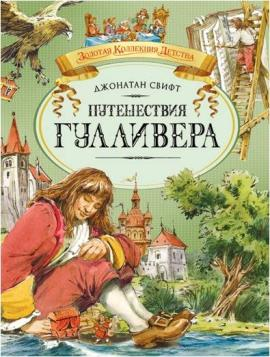 Золотая Коллекция Детства
ДЖОНАТАН СВИФТ
ПУТЕШЕСТВИЯ
ГУЛЛИВЕРА